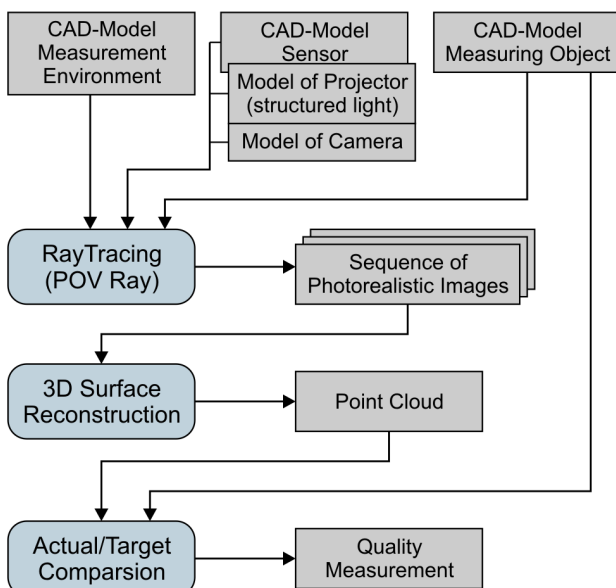 CAD-Model
Measurement
Environment
CAD-Model
Sensor
Model of Projector
(structured light)
Model of Camera
CAD-Model
Measuring Object
RayTracing
(POV Ray)
Sequence of
Photorealistic Images
3D Surface
Reconstruction
Point Cloud
Actual/Target
Comparsion
Quality
Measurement